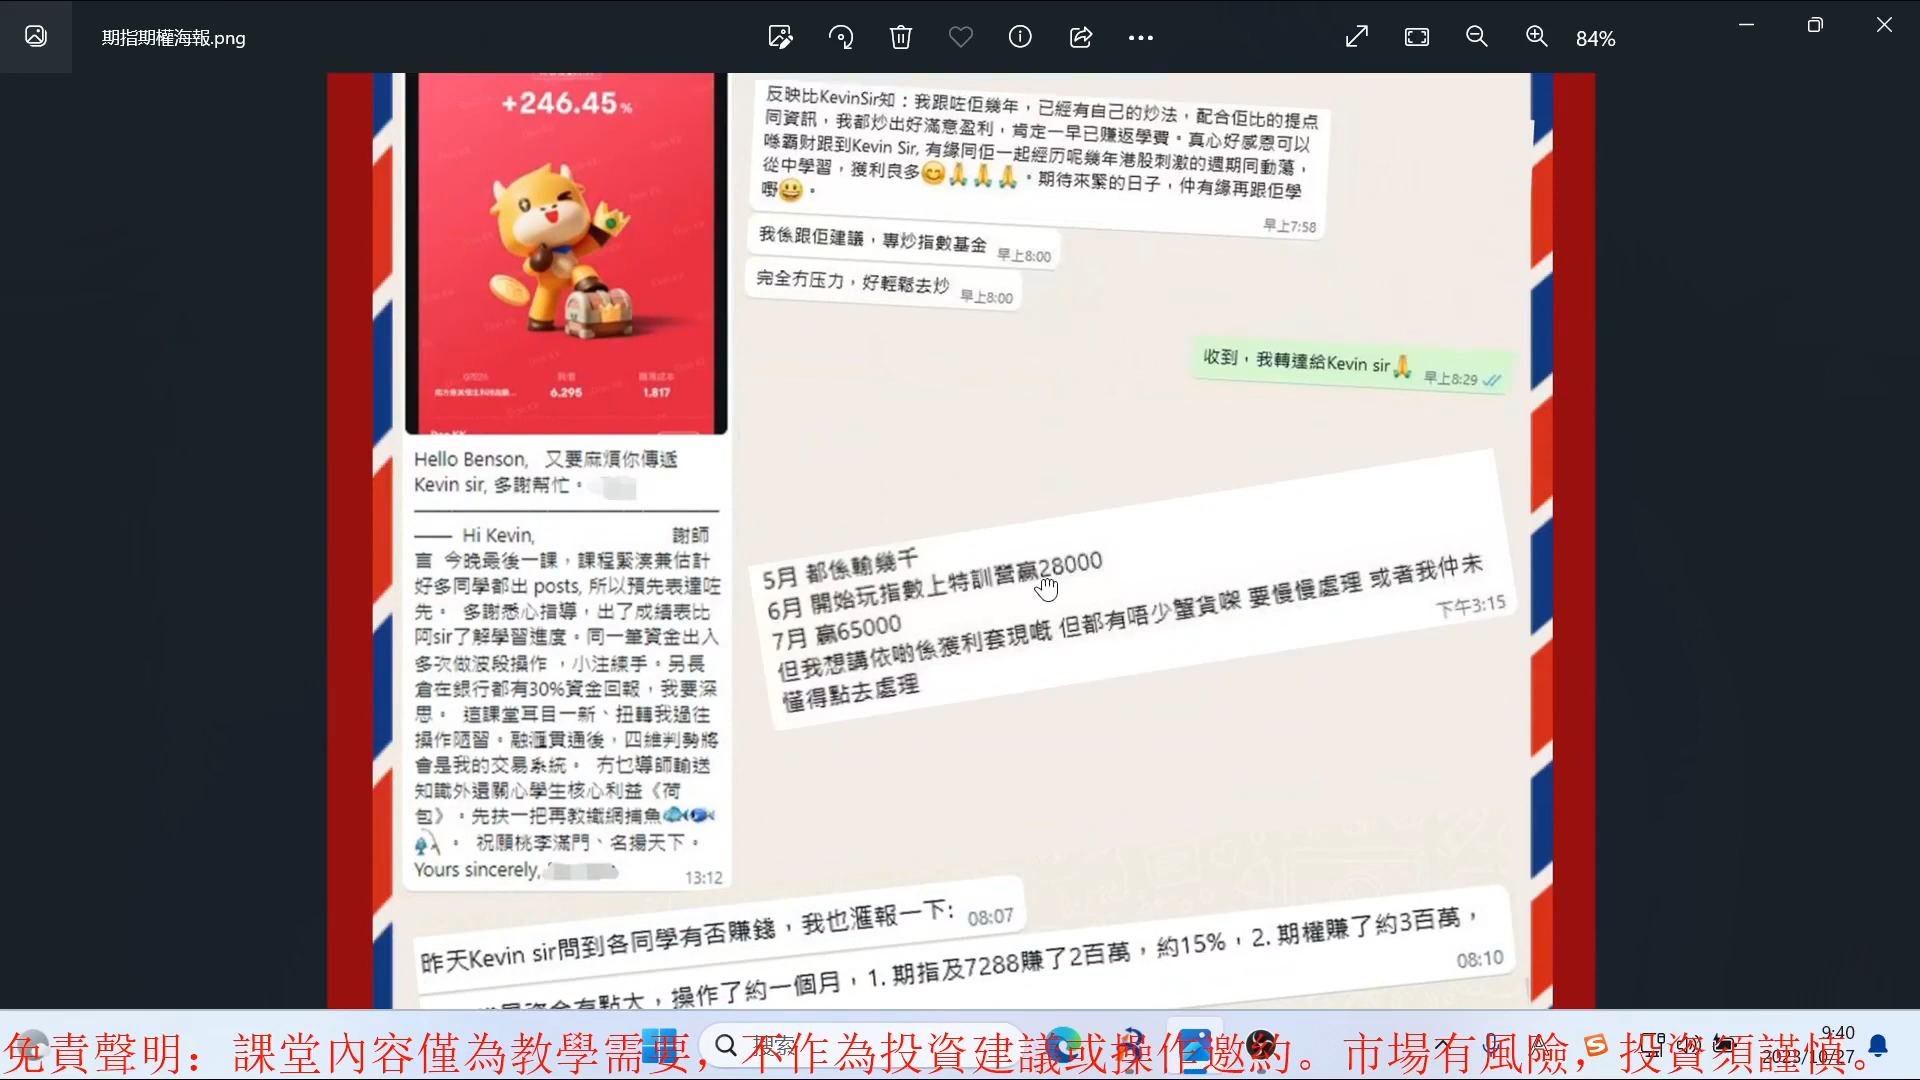 期指期權海報.png
84%
+246.45%
6.295
1.817
Hello Benson, 又要麻煩你傳遞
Kevin sir, 多謝幫忙。
—— Hi Kevin, 謝師
言 今晚最後一課，課程緊湊兼估計
好多同學都出 posts, 所以預先表達咗
先。 多謝悉心指導，出了成績表比
阿sir了解學習進度。同一筆資金出入
多次做波段操作 ，小注練手。另長
倉在銀行都有30%資金回報，我要深
思。 這課堂耳目一新、扭轉我過往
操作陋習。融滙貫通後，四維判勢將
會是我的交易系統。 冇乜導師輸送
知識外還關心學生核心利益《荷
包》。先扶一把再教織網捕魚🐟🐟
🎣 。 祝願桃李滿門、名揚天下。
Yours sincerely,
13:12
反映比KevinSir知：我跟咗佢幾年，已經有自己的炒法，配合佢比的提点
同資訊，我都炒出好滿意盈利，肯定一早已赚返學費。真心好感恩可以
喺霸财跟到Kevin Sir, 有緣同佢一起經历呢幾年港股刺激的週期同動蕩，
從中學習，獲利良多😊🙏🙏🙏。期待來緊的日子，仲有緣再跟佢學
嘢😃。
早上7:58
我係跟佢建議，專炒指數基金 早上8:00
完全冇压力，好輕鬆去炒 早上8:00
收到，我轉達給Kevin sir🙏 早上8:29
5月 都係輸幾千
6月 開始玩指數上特訓營贏28000
7月 贏65000
但我想講依啲係獲利套現嘅 但都有唔少蟹貨㗎 要慢慢處理 或者我仲未
懂得點去處理
下午3:15
昨天Kevin sir問到各同學有否賺錢，我也滙報一下: 08:07
資金有點大，操作了約一個月，1. 期指及7288賺了2百萬，約15%，2. 期權賺了約3百萬，
08:10
搜索
9:40
2023/10/27
免責聲明：課堂內容僅為教學需要，不作為投資建議或操作邀約。市場有風險，投資須謹慎。